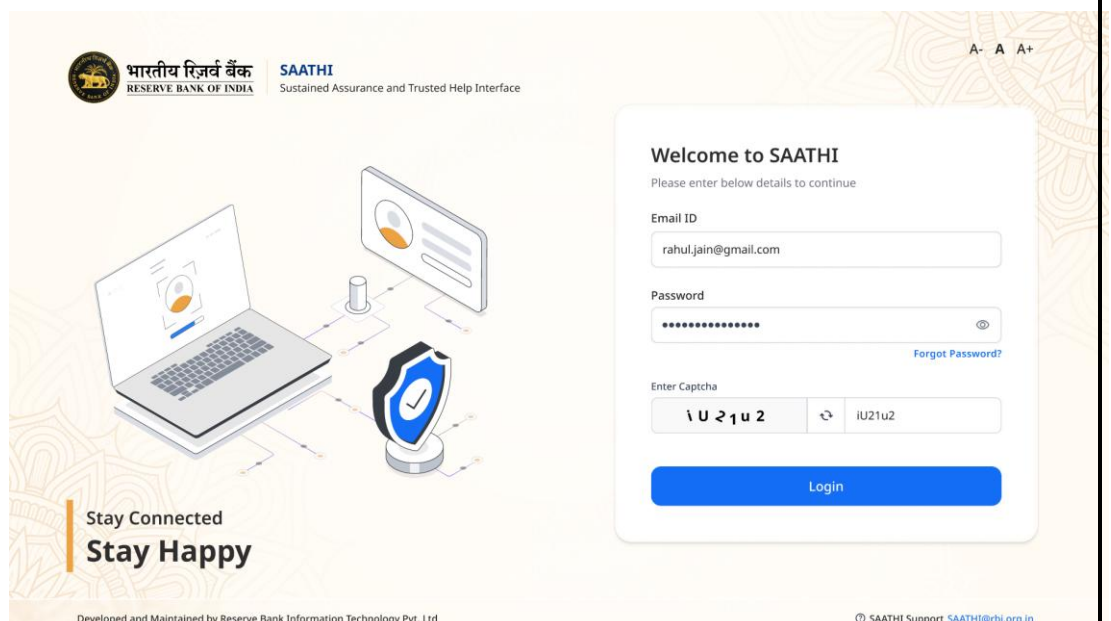 A- A A+
भारतीय रिज़र्व बैंक
RESERVE BANK OF INDIA
SAATHI
Sustained Assurance and Trusted Help Interface
Welcome to SAATHI
Please enter below details to continue
Email ID
rahul.jain@gmail.com
Password
•••••••••••••••
Forgot Password?
Enter Captcha
iU21u2
iU21u2
Login
Stay Connected
Stay Happy
Developed and Maintained by Reserve Bank Information Technology Pvt. Ltd
SAATHI Support SAATHI@rbi.org.in